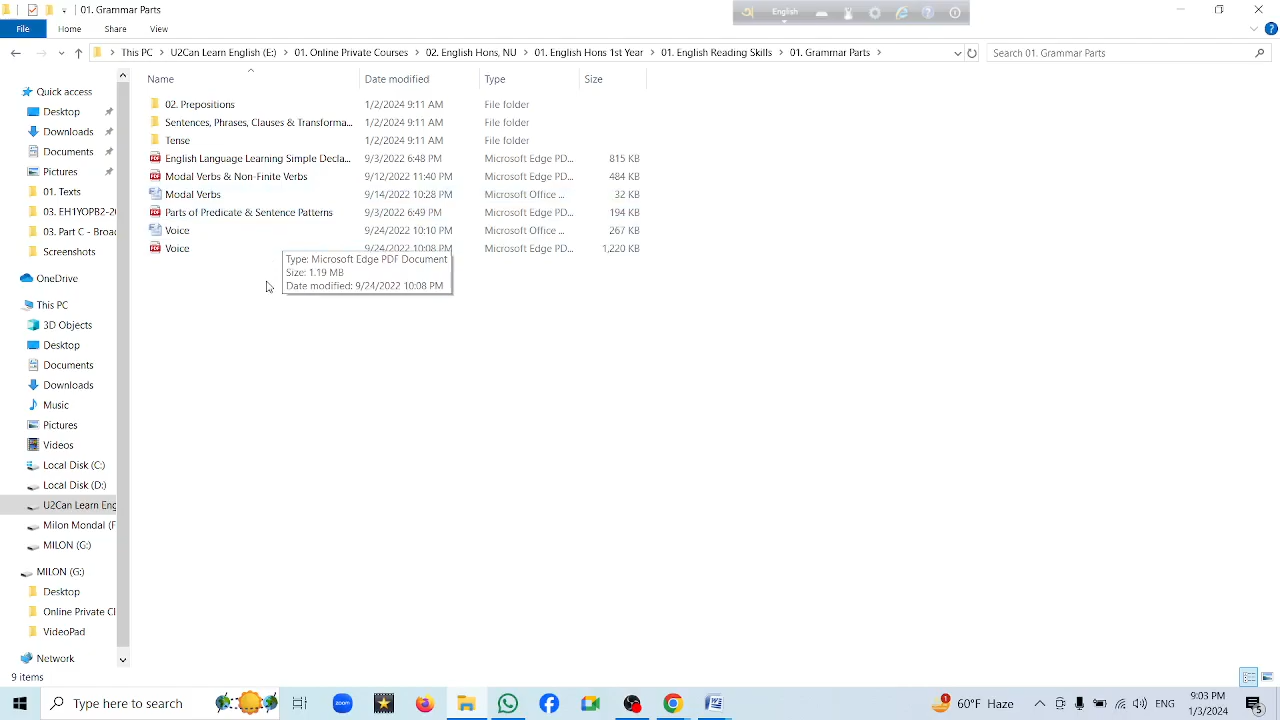 01. Grammar Parts
English
File Home Share View
This PC U2Can Learn English (E:) 01. Online Private Courses 02. English Hons, NU 01. English Hons 1st Year 01. English Reading Skills 01. Grammar Parts
Search 01. Grammar Parts
Name Date modified Type Size
02. Prepositions 1/2/2024 9:11 AM File folder
Sentences, Phrases, Clauses & Transforma... 1/2/2024 9:11 AM File folder
Tense 1/2/2024 9:11 AM File folder
English Language Learning Simple Decla... 9/3/2022 6:48 PM Microsoft Edge PD... 815 KB
Modal Verbs & Non-Finite Verbs 9/12/2022 11:40 PM Microsoft Edge PD... 484 KB
Modal Verbs 9/14/2022 10:28 PM Microsoft Office ... 32 KB
Parts of Predicate & Sentence Patterns 9/3/2022 6:49 PM Microsoft Edge PD... 194 KB
Voice 9/24/2022 10:10 PM Microsoft Office ... 267 KB
Voice 9/24/2022 10:08 PM Microsoft Edge PD... 1,220 KB
Type: Microsoft Edge PDF Document
Size: 1.19 MB
Date modified: 9/24/2022 10:08 PM
Quick access
Desktop
Downloads
Documents
Pictures
01. Texts
03. EH1YOPB2-20
03. Part C - Broa
Screenshots
OneDrive
This PC
3D Objects
Desktop
Documents
Downloads
Music
Pictures
Videos
Local Disk (C:)
Local Disk (D:)
U2Can Learn Eng
Milon Mondal (F
MILON (G:)
MILON (G:)
Desktop
Online Private Cl
VideoPad
Network
9 items
Type here to search
zoom
1
60°F Haze
ENG
9:03 PM
1/3/2024
5